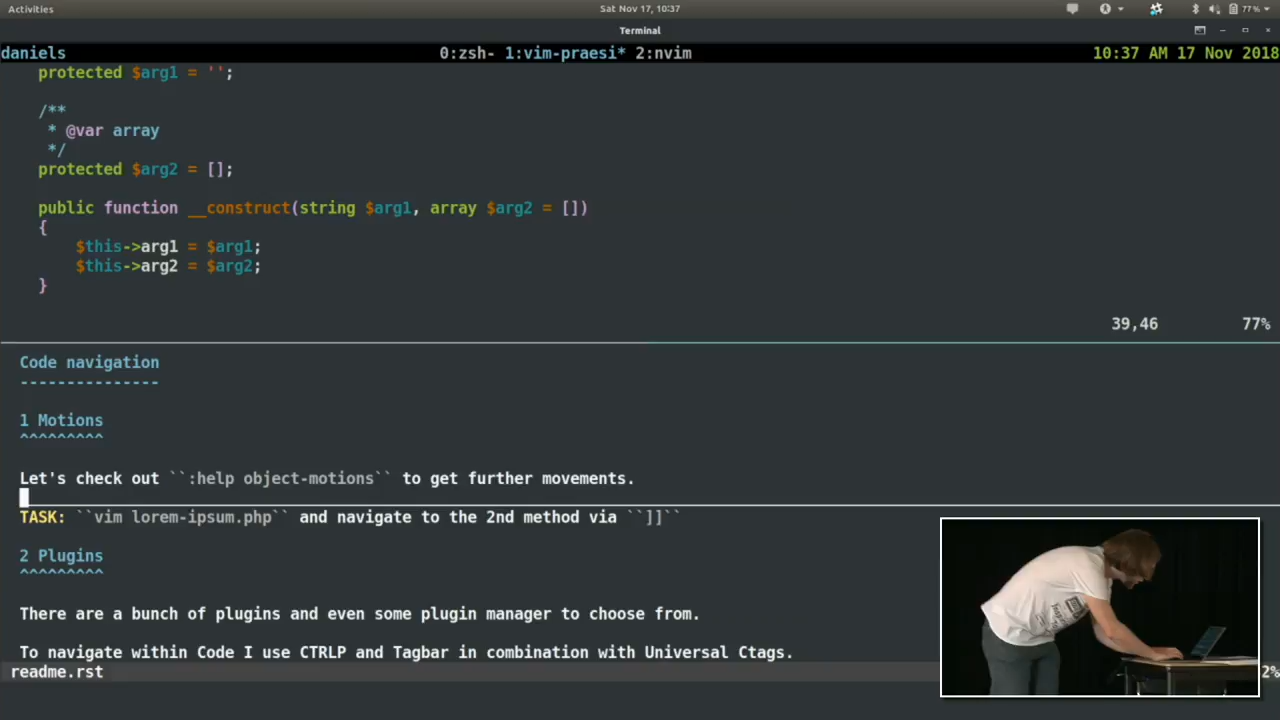 Activities
Sat Nov 17, 10:37
77%
Terminal
daniels 0:zsh- 1:vim-praesi* 2:nvim 10:37 AM 17 Nov 2018
protected $arg1 = '';
/**
* @var array
*/
protected $arg2 = [];
public function __construct(string $arg1, array $arg2 = [])
{
$this->arg1 = $arg1;
$this->arg2 = $arg2;
}
39,46 77%
Code navigation
---------------
1 Motions
^^^^^^^^^
Let's check out ``:help object-motions`` to get further movements.
TASK: ``vim lorem-ipsum.php`` and navigate to the 2nd method via ``]]``
2 Plugins
^^^^^^^^^
There are a bunch of plugins and even some plugin manager to choose from.
To navigate within Code I use CTRLP and Tagbar in combination with Universal Ctags.
readme.rst 2%